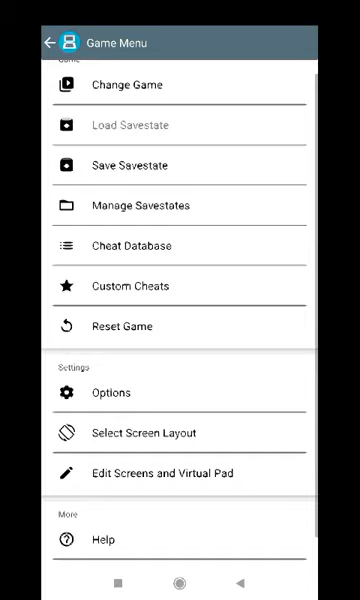 Game Menu
Game
Change Game
Load Savestate
Save Savestate
Manage Savestates
Cheat Database
Custom Cheats
Reset Game
Settings
Options
Select Screen Layout
Edit Screens and Virtual Pad
More
Help